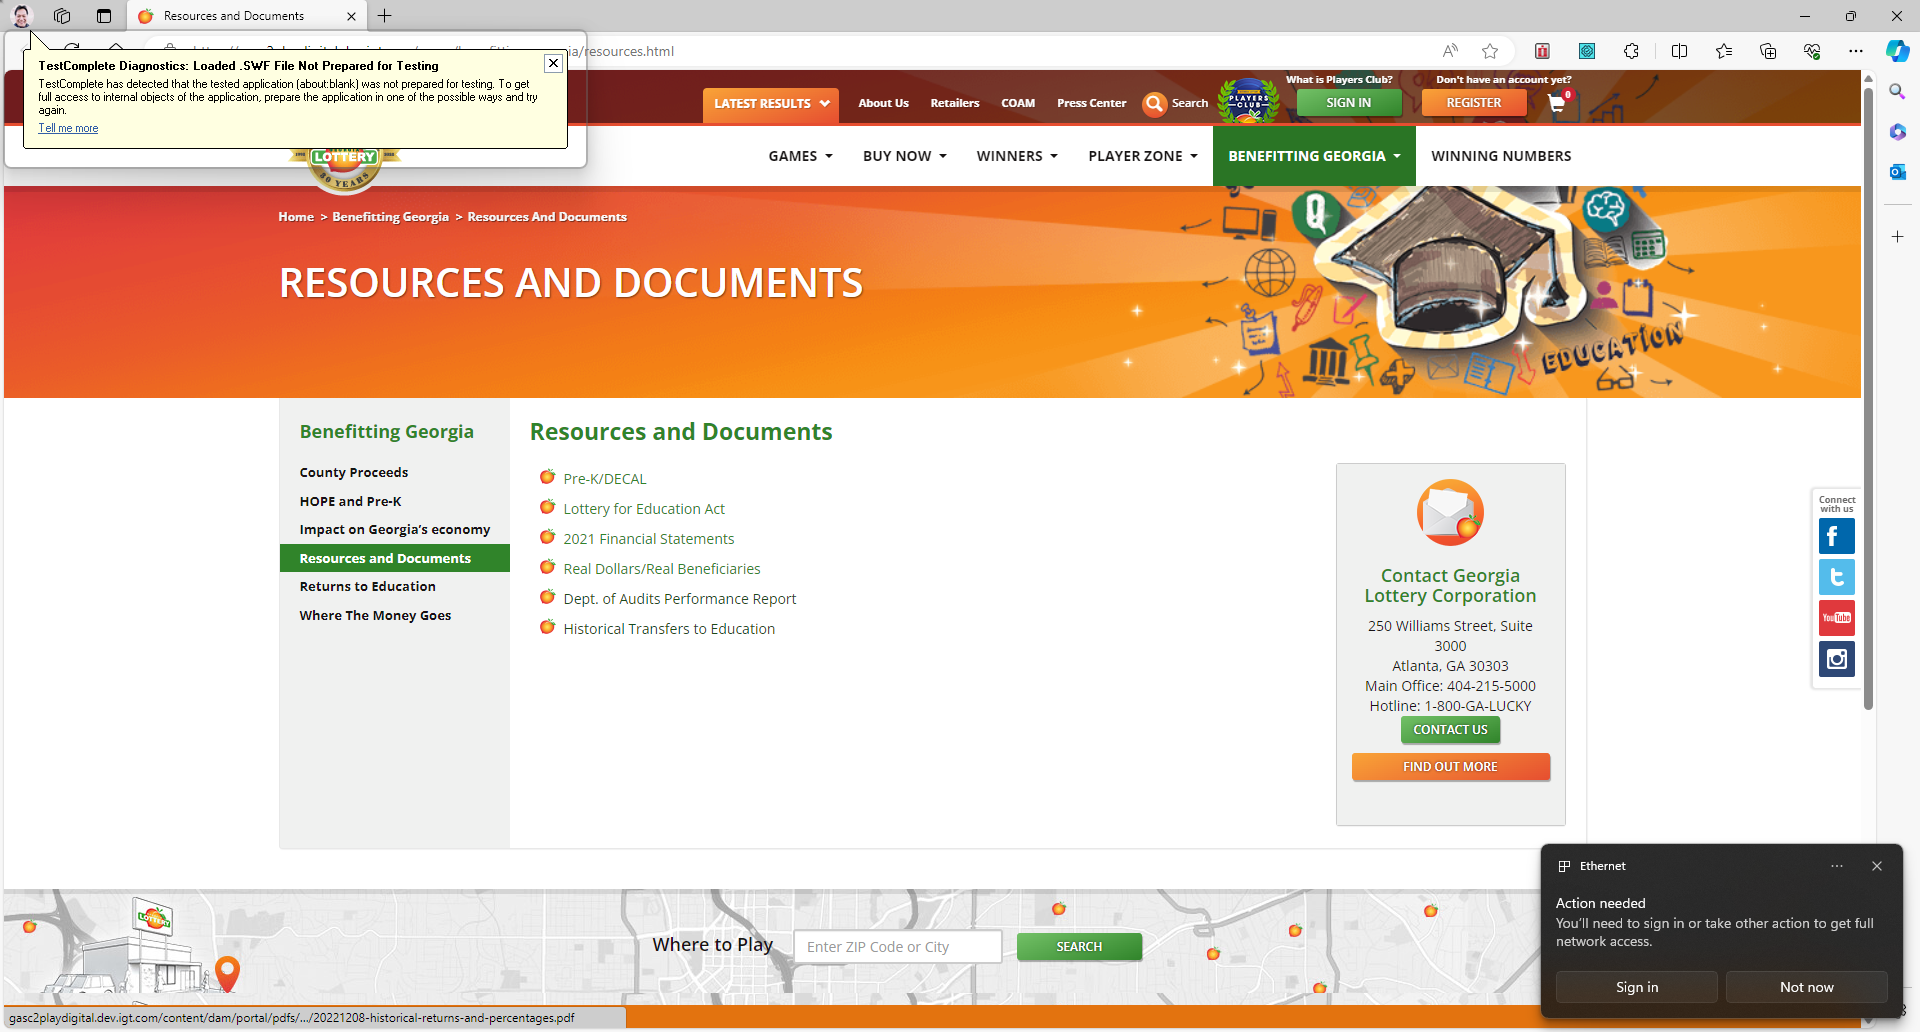 Resources and Documents
ia/resources.html
TestComplete Diagnostics: Loaded .SWF File Not Prepared for Testing
TestComplete has detected that the tested application (about:blank) was not prepared for testing. To get
full access to internal objects of the application, prepare the application in one of the possible ways and try
again.
Tell me more
LATEST RESULTS
About Us
Retailers
COAM
Press Center
Search
PLAYERS
CLUB
What is Players Club?
SIGN IN
Don't have an account yet?
REGISTER
0
LOTTERY
30 YEARS
GAMES
BUY NOW
WINNERS
PLAYER ZONE
BENEFITTING GEORGIA
WINNING NUMBERS
Home > Benefitting Georgia > Resources And Documents
RESOURCES AND DOCUMENTS
Q
EDUCATION
Benefitting Georgia
County Proceeds
HOPE and Pre-K
Impact on Georgia's economy
Resources and Documents
Returns to Education
Where The Money Goes
Resources and Documents
Pre-K/DECAL
Lottery for Education Act
2021 Financial Statements
Real Dollars/Real Beneficiaries
Dept. of Audits Performance Report
Historical Transfers to Education
Contact Georgia
Lottery Corporation
250 Williams Street, Suite
3000
Atlanta, GA 30303
Main Office: 404-215-5000
Hotline: 1-800-GA-LUCKY
CONTACT US
FIND OUT MORE
Connect
with us
YouTube
LOTTERY
Where to Play
Enter ZIP Code or City
SEARCH
Ethernet
Action needed
You'll need to sign in or take other action to get full
network access.
Sign in
Not now
gasc2playdigital.dev.igt.com/content/dam/portal/pdfs/.../20221208-historical-returns-and-percentages.pdf